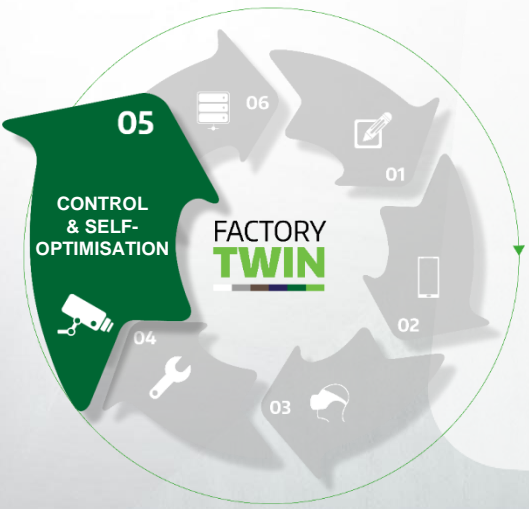 05
CONTROL
& SELF-
OPTIMISATION
06
01
02
03
04
FACTORY
TWIN